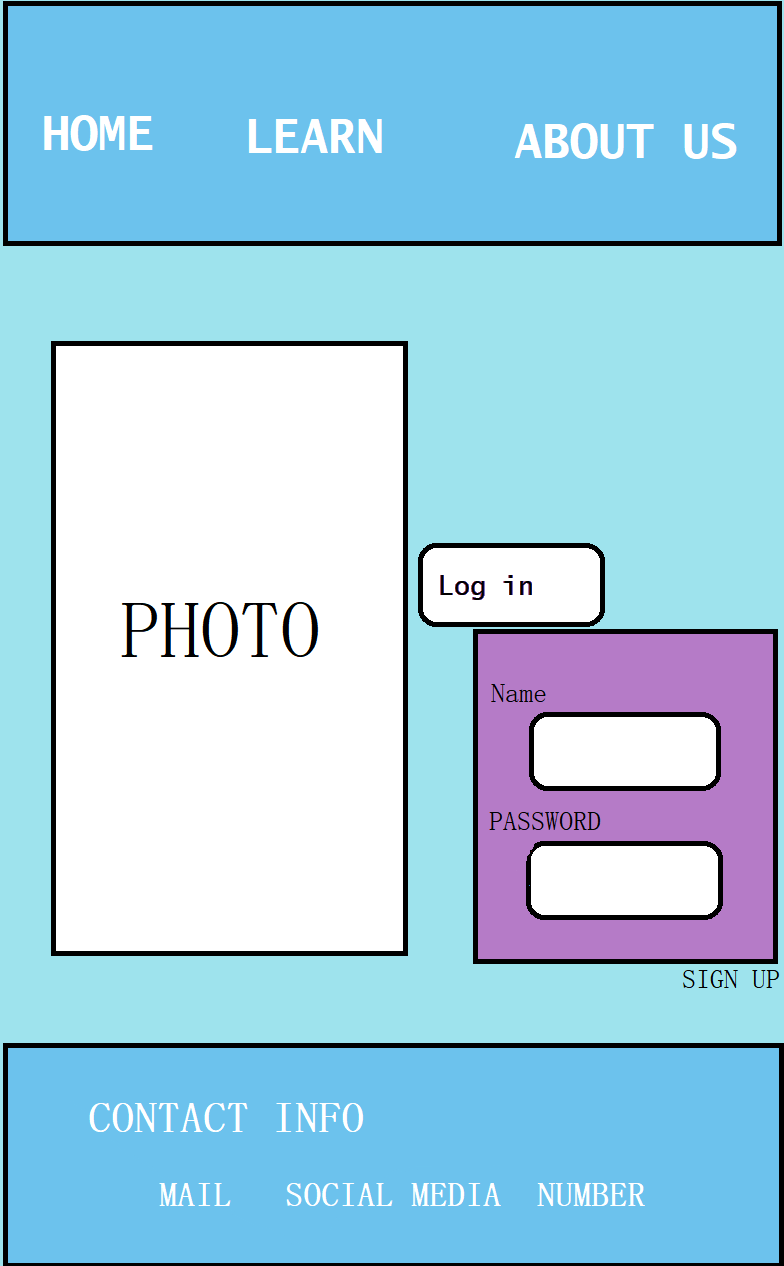 HOME LEARN ABOUT US
PHOTO
Log in
Name
PASSWORD
SIGN UP
CONTACT INFO
MAIL SOCIAL MEDIA NUMBER